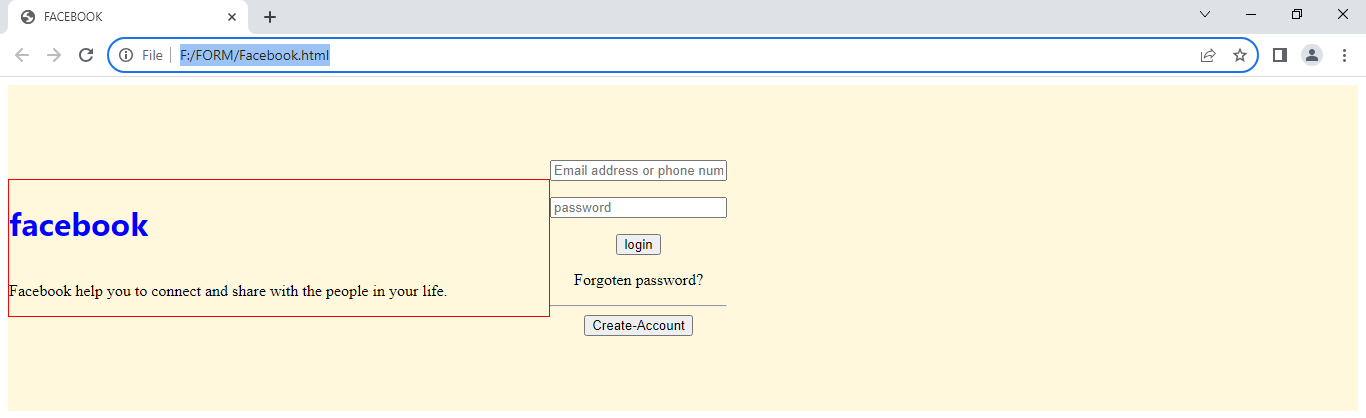 FACEBOOK
File
F:/FORM/Facebook.html
facebook
Facebook help you to connect and share with the people in your life.
Email address or phone num
password
login
Forgoten password?
Create-Account